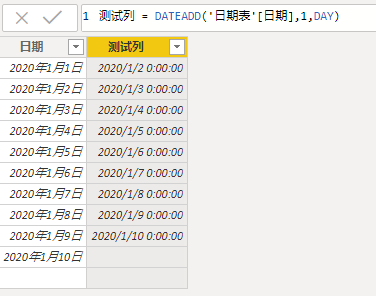 1 测试列 = DATEADD('日期表'[日期],1,DAY)
日期 测试列
2020年1月1日 2020/1/2 0:00:00
2020年1月2日 2020/1/3 0:00:00
2020年1月3日 2020/1/4 0:00:00
2020年1月4日 2020/1/5 0:00:00
2020年1月5日 2020/1/6 0:00:00
2020年1月6日 2020/1/7 0:00:00
2020年1月7日 2020/1/8 0:00:00
2020年1月8日 2020/1/9 0:00:00
2020年1月9日 2020/1/10 0:00:00
2020年1月10日